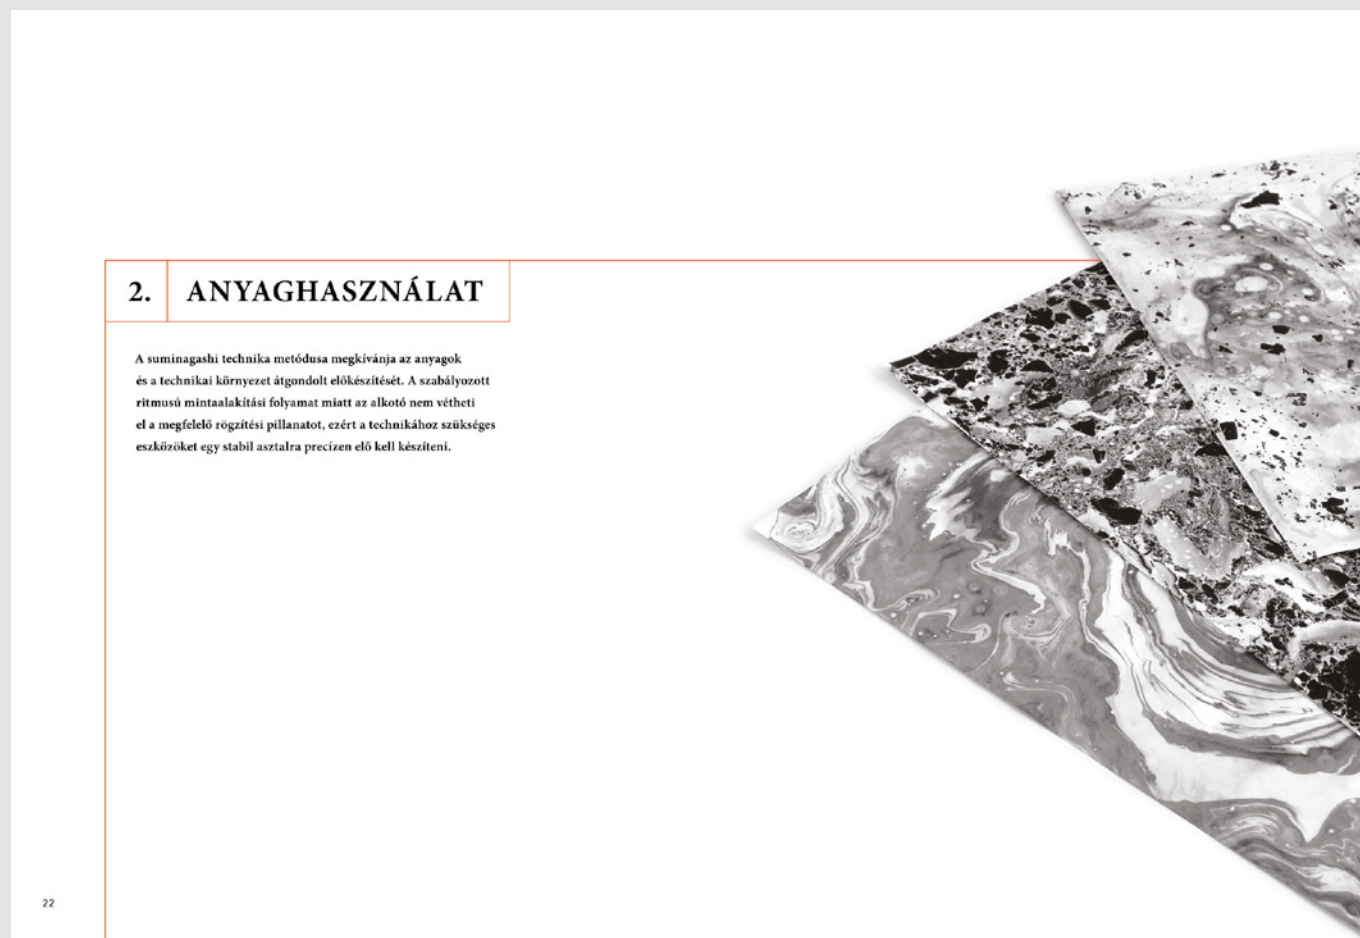 2. ANYAGHASZNÁLAT
A suminagashi technika metódusa megkívánja az anyagok
és a technikai környezet átgondolt előkészítését. A szabályozott
ritmusú mintaalakítási folyamat miatt az alkotó nem vétheti
el a megfelelő rögzítési pillanatot, ezért a technikához szükséges
eszközöket egy stabil asztalra precízen elő kell készíteni.
22